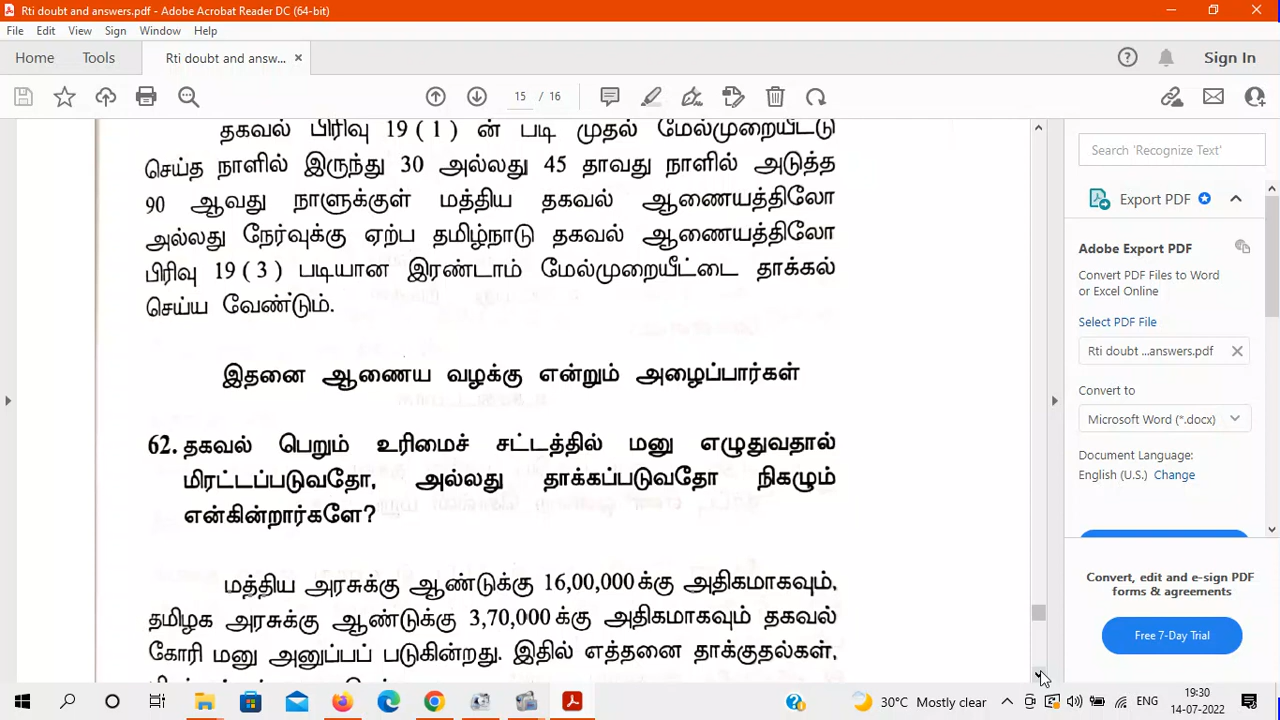 Rti doubt and answers.pdf - Adobe Acrobat Reader DC (64-bit)
File Edit View Sign Window Help
Home Tools Rti doubt and answ... ×
Sign In
15 / 16
தகவல் பிரிவு 19 ( 1 ) ன் படி முதல் மேல்முறையீட்டு
செய்த நாளில் இருந்து 30 அல்லது 45 தாவது நாளில் அடுத்த
90 ஆவது நாளுக்குள் மத்திய தகவல் ஆணையத்திலோ
அல்லது நேர்வுக்கு ஏற்ப தமிழ்நாடு தகவல் ஆணையத்திலோ
பிரிவு 19 ( 3 ) படியான இரண்டாம் மேல்முறையீட்டை தாக்கல்
செய்ய வேண்டும்.
இதனை ஆணைய வழக்கு என்றும் அழைப்பார்கள்
62. தகவல் பெறும் உரிமைச் சட்டத்தில் மனு எழுதுவதால்
மிரட்டப்படுவதோ, அல்லது தாக்கப்படுவதோ நிகழும்
என்கின்றார்களே?
மத்திய அரசுக்கு ஆண்டுக்கு 16,00,000க்கு அதிகமாகவும்,
தமிழக அரசுக்கு ஆண்டுக்கு 3,70,000க்கு அதிகமாகவும் தகவல்
கோரி மனு அனுப்பப் படுகின்றது. இதில் எத்தனை தாக்குதல்கள்,
Search 'Recognize Text'
Export PDF
Adobe Export PDF
Convert PDF Files to Word
or Excel Online
Select PDF File
Rti doubt ...answers.pdf
Convert to
Microsoft Word (*.docx)
Document Language:
English (U.S.) Change
Convert, edit and e-sign PDF
forms & agreements
Free 7-Day Trial
30°C Mostly clear
ENG
19:30
14-07-2022